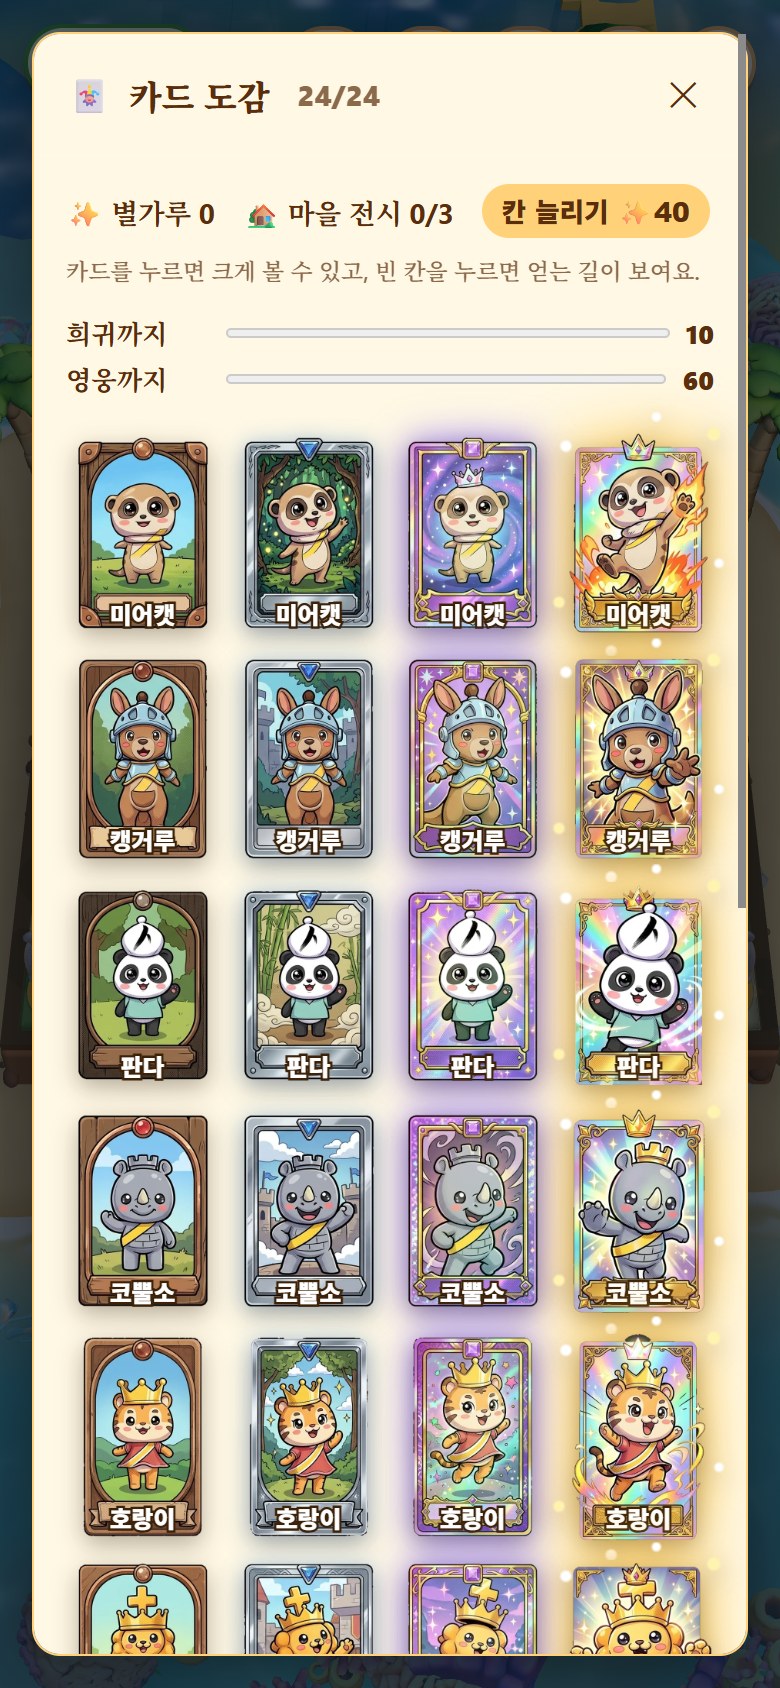 카드 도감 24/24
별가루 0 마을 전시 0/3 칸 늘리기 40
카드를 누르면 크게 볼 수 있고, 빈 칸을 누르면 얻는 길이 보여요.
희귀까지 10
영웅까지 60
미어캣 미어캣 미어캣 미어캣
캥거루 캥거루 캥거루 캥거루
판다 판다 판다 판다
코뿔소 코뿔소 코뿔소 코뿔소
호랑이 호랑이 호랑이 호랑이